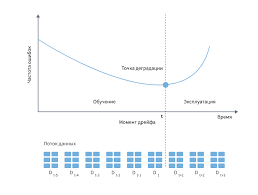 Частота ошибок
Точка деградации
Обучение
Эксплуатация
t
Время
Момент дрейфа
Поток данных